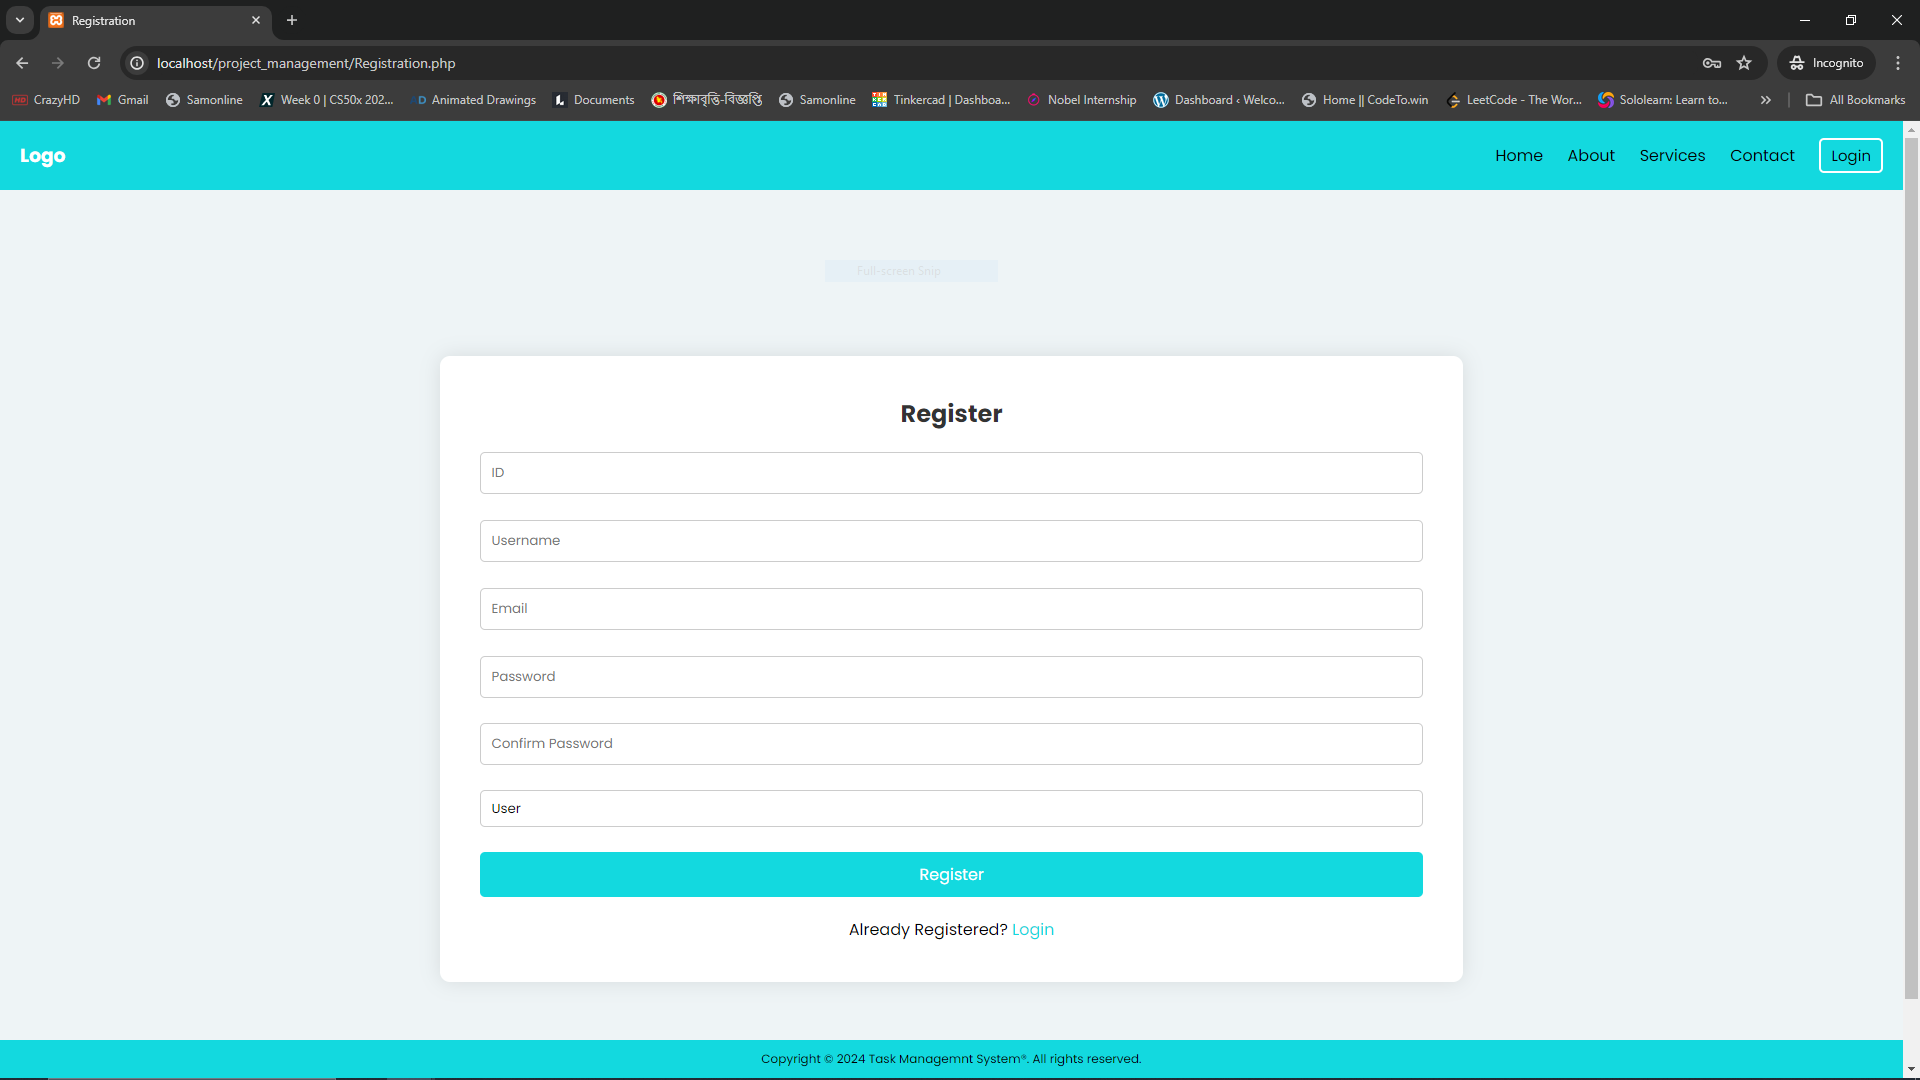 Registration
localhost/project_management/Registration.php
Incognito
CrazyHD Gmail Samonline Week 0 | CS50x 202... Animated Drawings Documents শিক্ষাবৃত্তি-বিজ্ঞপ্তি Samonline Tinkercad | Dashboa... Nobel Internship Dashboard ‹ Welco... Home || CodeTo.win LeetCode - The Wor... Sololearn: Learn to... All Bookmarks
Logo Home About Services Contact Login
Full-screen Snip
Register
ID
Username
Email
Password
Confirm Password
User
Register
Already Registered? Login
Copyright © 2024 Task Managemnt System®. All rights reserved.